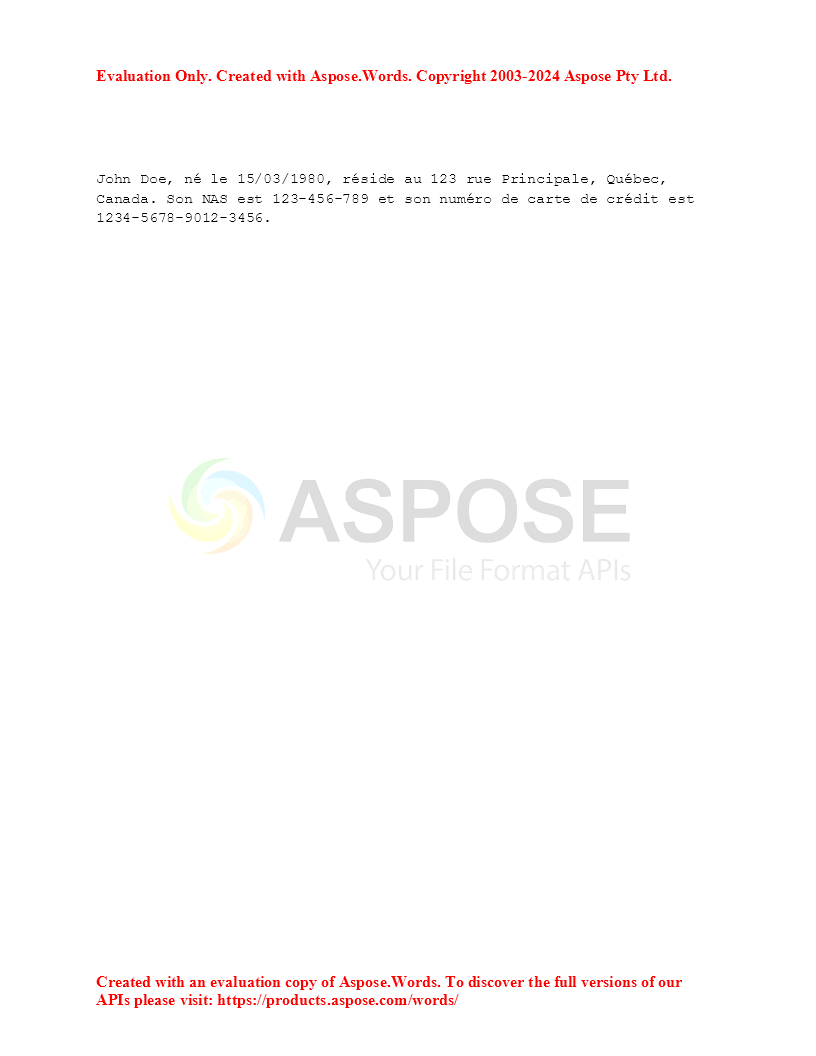 Evaluation Only. Created with Aspose.Words. Copyright 2003-2024 Aspose Pty Ltd.
John Doe, né le 15/03/1980, réside au 123 rue Principale, Québec,
Canada. Son NAS est 123-456-789 et son numéro de carte de crédit est
1234-5678-9012-3456.
ASPOSE
Your File Format APIs
Created with an evaluation copy of Aspose.Words. To discover the full versions of our
APIs please visit: https://products.aspose.com/words/